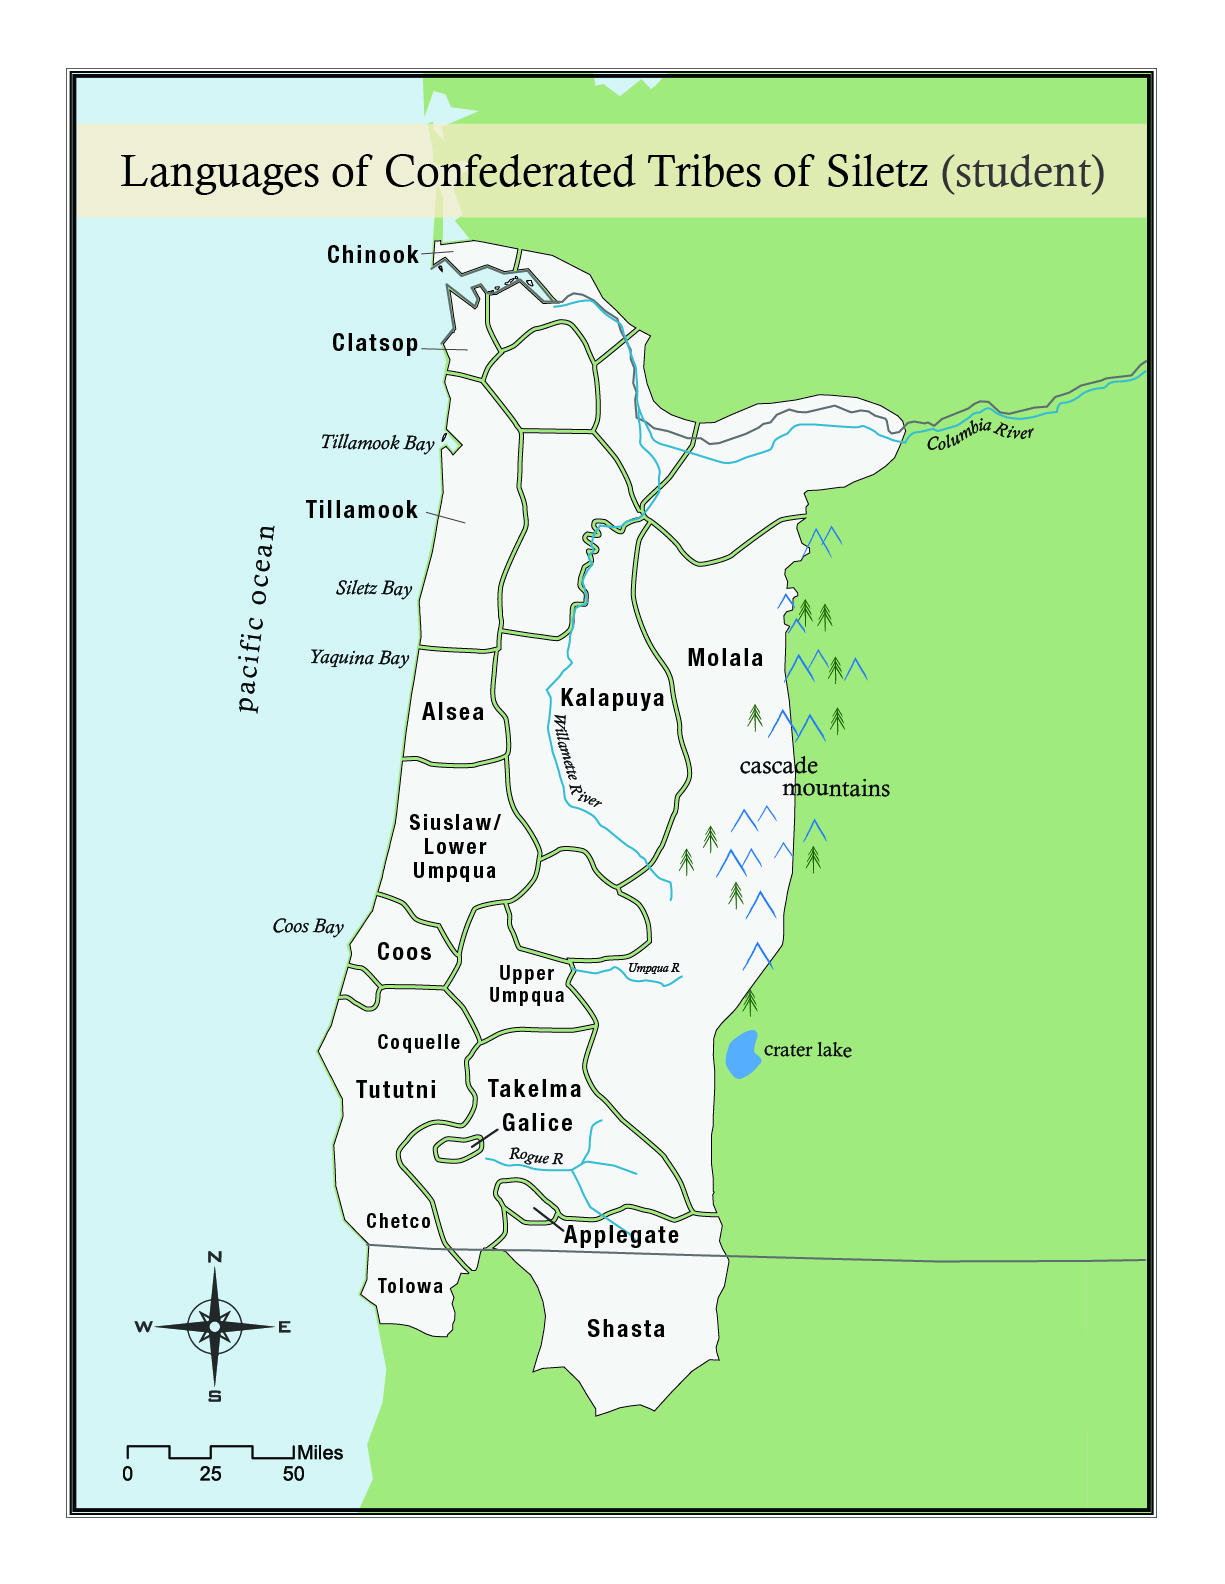 Languages of Confederated Tribes of Siletz (student)
Chinook
Clatsop
Tillamook Bay
Columbia River
Tillamook
pacific ocean
Siletz Bay
Yaquina Bay
Molala
Kalapuya
Alsea
Willamette River
cascade
mountains
Siuslaw/
Lower
Umpqua
Coos Bay
Coos
Upper
Umpqua
Umpqua R
Coquelle
crater lake
Tututni
Takelma
Galice
Rogue R
Chetco
Applegate
Tolowa
Shasta
N
W E
S
Miles
0 25 50